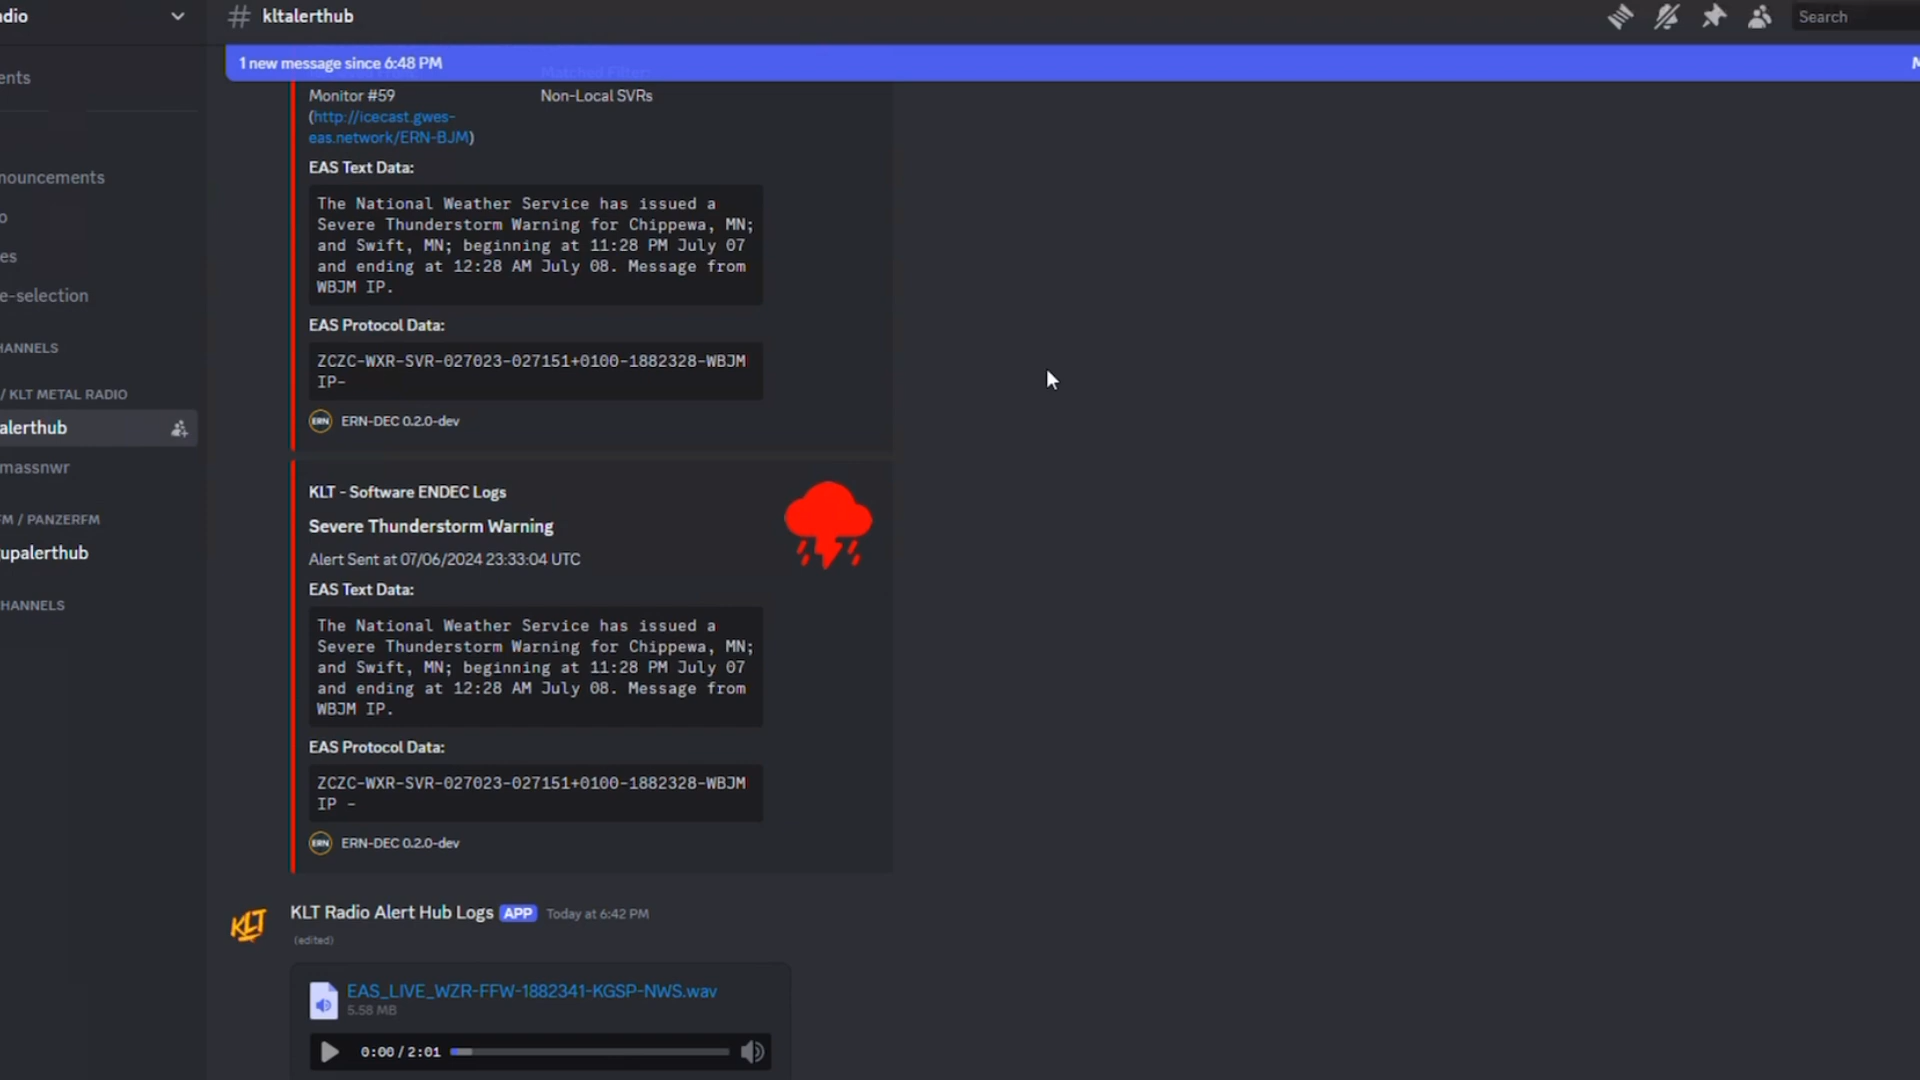 dio
# kltalerthub
Search
1 new message since 6:48 PM
ents
Matched Filter:
Monitor #59
Non-Local SVRs
(http://icecast.gwes-
eas.network/ERN-BJM)
EAS Text Data:
nouncements
The National Weather Service has issued a
Severe Thunderstorm Warning for Chippewa, MN;
and Swift, MN; beginning at 11:28 PM July 07
and ending at 12:28 AM July 08. Message from
WBJM IP.
o
es
e-selection
EAS Protocol Data:
HANNELS
ZCZC-WXR-SVR-027023-027151+0100-1882328-WBJM
IP-
/ KLT METAL RADIO
alerthub
ERN ERN-DEC 0.2.0-dev
massnwr
KLT - Software ENDEC Logs
M / PANZERFM
Severe Thunderstorm Warning
upalerthub
Alert Sent at 07/06/2024 23:33:04 UTC
EAS Text Data:
HANNELS
The National Weather Service has issued a
Severe Thunderstorm Warning for Chippewa, MN;
and Swift, MN; beginning at 11:28 PM July 07
and ending at 12:28 AM July 08. Message from
WBJM IP.
EAS Protocol Data:
ZCZC-WXR-SVR-027023-027151+0100-1882328-WBJM
IP -
ERN ERN-DEC 0.2.0-dev
KLT
KLT Radio Alert Hub Logs APP Today at 6:42 PM
(edited)
EAS_LIVE_WZR-FFW-1882341-KGSP-NWS.wav
5.58 MB
0:00 / 2:01